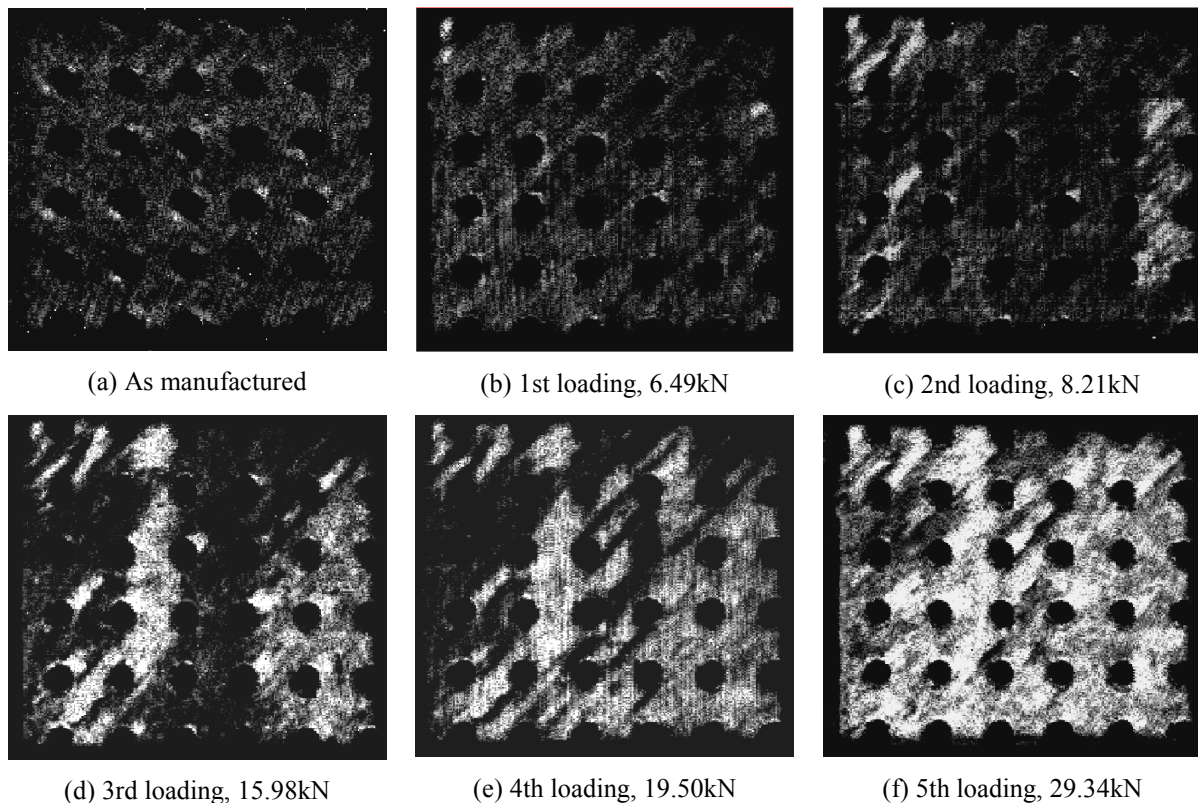 (a) As manufactured
(b) 1st loading, 6.49kN
(c) 2nd loading, 8.21kN
(d) 3rd loading, 15.98kN
(e) 4th loading, 19.50kN
(f) 5th loading, 29.34kN